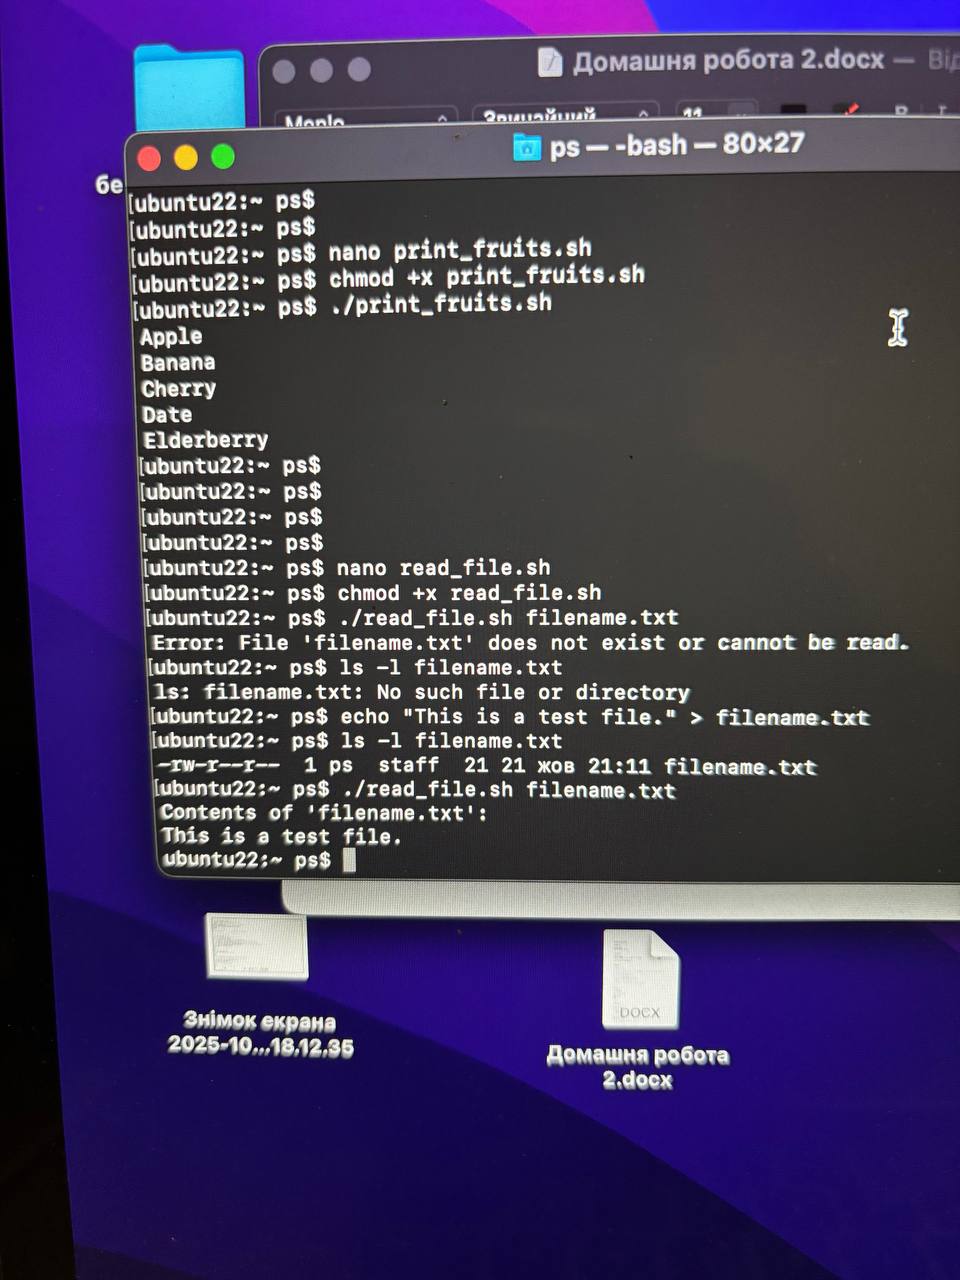 Домашня робота 2.docx — Від
Menlo
Звичайний
11
ps — -bash — 80×27
бе
[ubuntu22:~ ps$
[ubuntu22:~ ps$
[ubuntu22:~ ps$ nano print_fruits.sh
[ubuntu22:~ ps$ chmod +x print_fruits.sh
[ubuntu22:~ ps$ ./print_fruits.sh
Apple
Banana
Cherry
Date
Elderberry
[ubuntu22:~ ps$
[ubuntu22:~ ps$
[ubuntu22:~ ps$
[ubuntu22:~ ps$
[ubuntu22:~ ps$ nano read_file.sh
[ubuntu22:~ ps$ chmod +x read_file.sh
[ubuntu22:~ ps$ ./read_file.sh filename.txt
Error: File 'filename.txt' does not exist or cannot be read.
[ubuntu22:~ ps$ ls -l filename.txt
ls: filename.txt: No such file or directory
[ubuntu22:~ ps$ echo "This is a test file." > filename.txt
[ubuntu22:~ ps$ ls -l filename.txt
-rw-r--r--  1 ps  staff  21 21 жов 21:11 filename.txt
[ubuntu22:~ ps$ ./read_file.sh filename.txt
Contents of 'filename.txt':
This is a test file.
ubuntu22:~ ps$
Знімок екрана
2025-10...18.12.35
DOCX
Домашня робота
2.docx